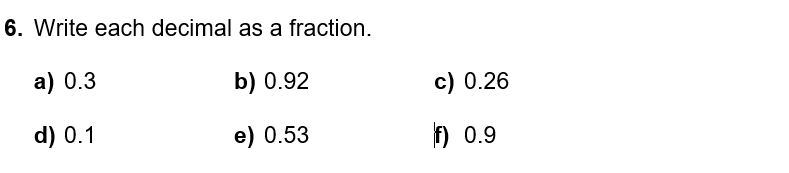 6. Write each decimal as a fraction.
a) 0.3 b) 0.92 c) 0.26
d) 0.1 e) 0.53 f) 0.9